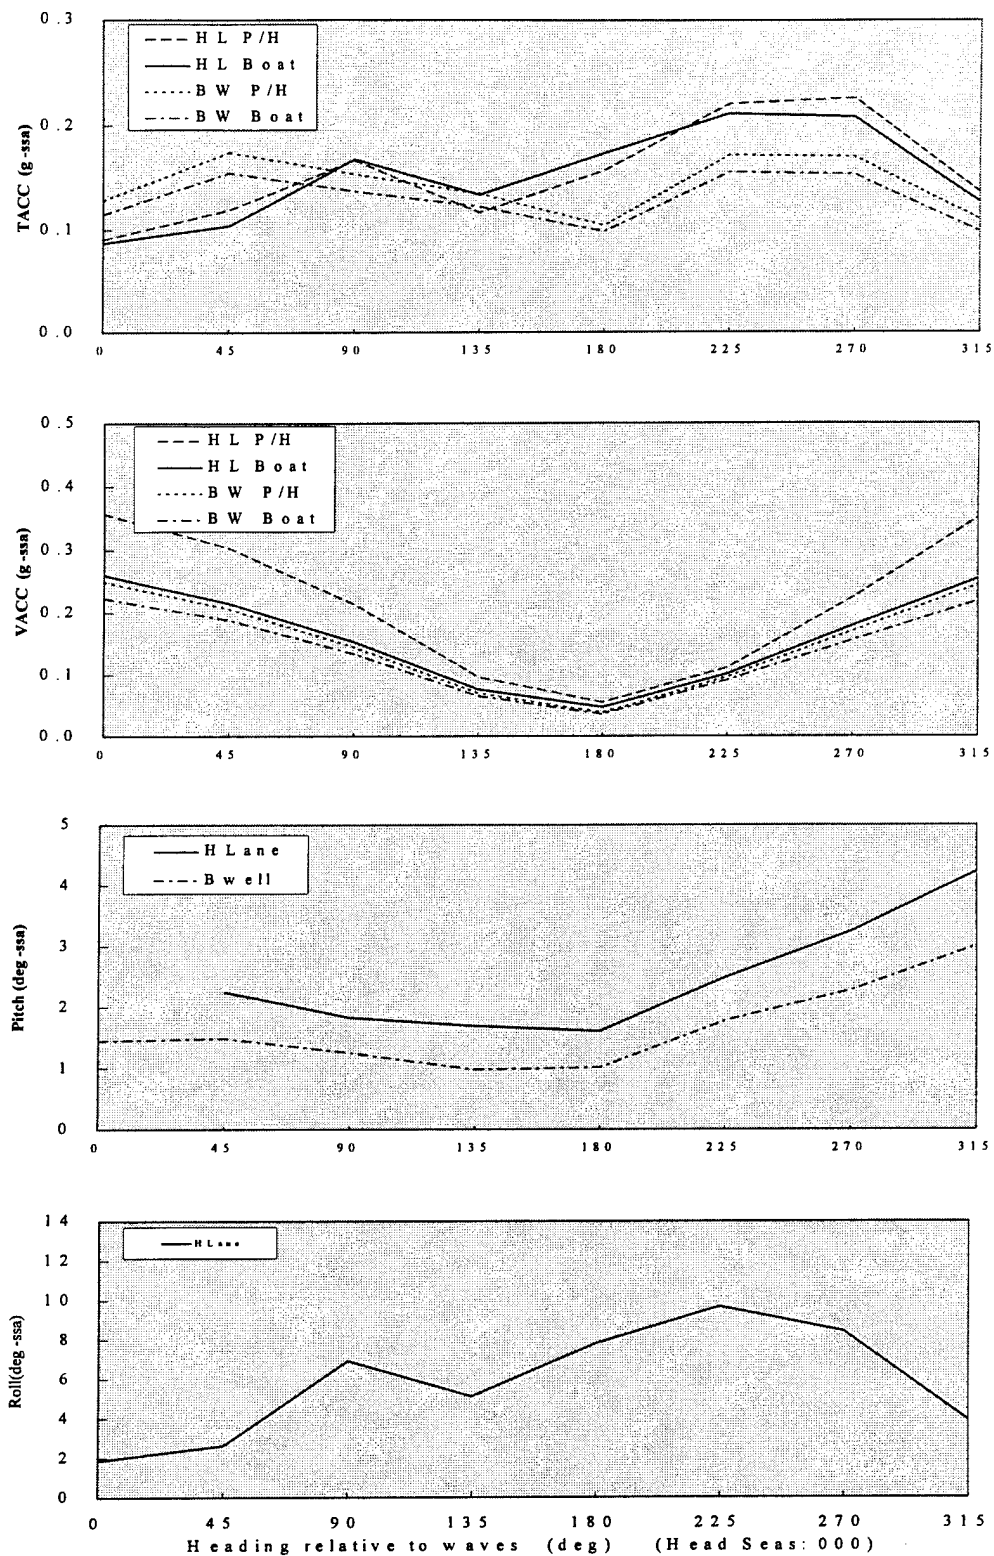 0.3
HL P/H
HL Boat
BW P/H
BW Boat
0.2
TACC (g-ssa)
0.1
0.0
0 45 90 135 180 225 270 315
0.5
HL P/H
HL Boat
BW P/H
BW Boat
0.4
0.3
VACC (g-ssa)
0.2
0.1
0.0
0 45 90 135 180 225 270 315
5
HLane
Bwell
4
3
Pitch (deg-ssa)
2
1
0
0 45 90 135 180 225 270 315
14
HLane
12
10
8
Roll(deg-ssa)
6
4
2
0
0 45 90 135 180 225 270 315
Heading relative to waves (deg) (Head Seas:000)